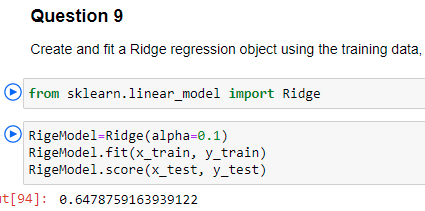 Question 9
Create and fit a Ridge regression object using the training data,
from sklearn.linear_model import Ridge
RigeModel=Ridge(alpha=0.1)
RigeModel.fit(x_train, y_train)
RigeModel.score(x_test, y_test)
ut[94]: 0.6478759163939122